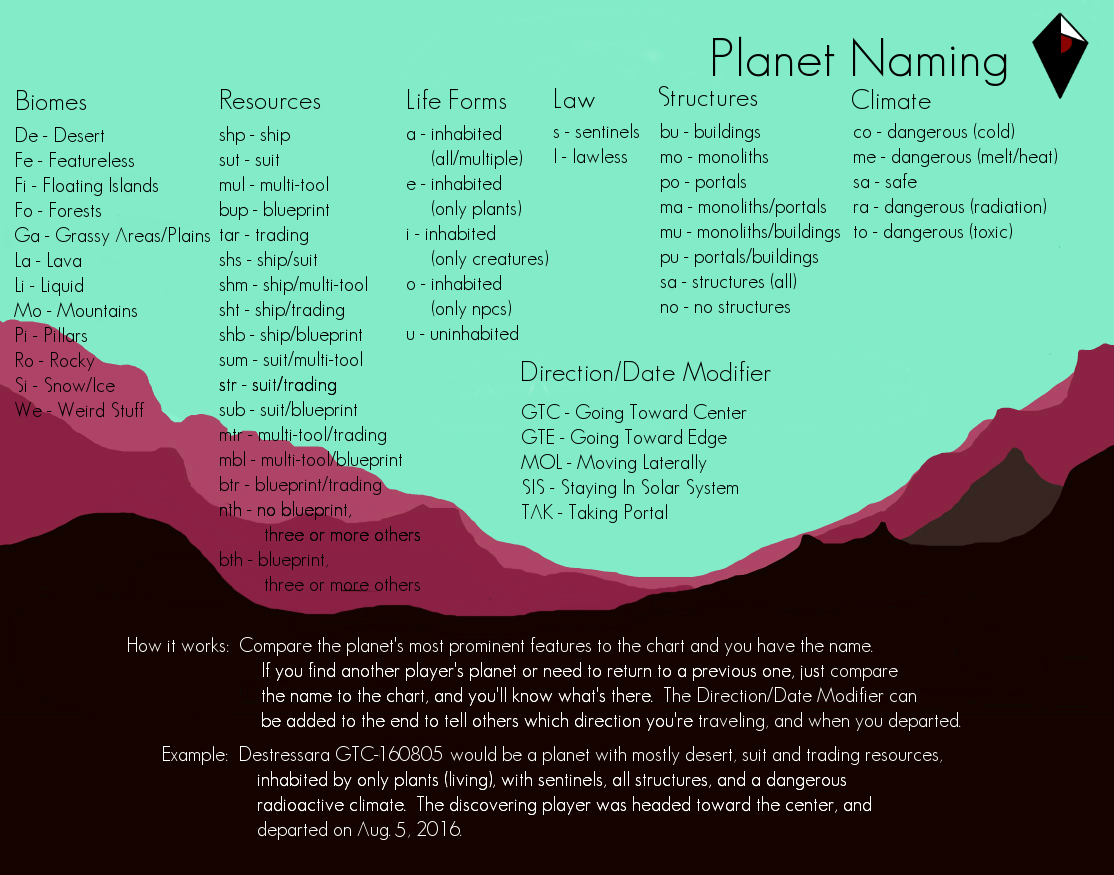 Planet Naming
Biomes
De - Desert
Fe - Featureless
Fi - Floating Islands
Fo - Forests
Ga - Grassy Areas/Plains
La - Lava
Li - Liquid
Mo - Mountains
Pi - Pillars
Ro - Rocky
Si - Snow/Ice
We - Weird Stuff
Resources
shp - ship
sut - suit
mul - multi-tool
bup - blueprint
tar - trading
shs - ship/suit
shm - ship/multi-tool
sht - ship/trading
shb - ship/blueprint
sum - suit/multi-tool
str - suit/trading
sub - suit/blueprint
mtr - multi-tool/trading
mbl - multi-tool/blueprint
btr - blueprint/trading
nth - no blueprint,
three or more others
bth - blueprint,
three or more others
Life Forms
a - inhabited
(all/multiple)
e - inhabited
(only plants)
i - inhabited
(only creatures)
o - inhabited
(only npcs)
u - uninhabited
Law
s - sentinels
l - lawless
Structures
bu - buildings
mo - monoliths
po - portals
ma - monoliths/portals
mu - monoliths/buildings
pu - portals/buildings
sa - structures (all)
no - no structures
Climate
co - dangerous (cold)
me - dangerous (melt/heat)
sa - safe
ra - dangerous (radiation)
to - dangerous (toxic)
Direction/Date Modifier
GTC - Going Toward Center
GTE - Going Toward Edge
MOL - Moving Laterally
SIS - Staying In Solar System
TAK - Taking Portal
How it works: Compare the planet's most prominent features to the chart and you have the name.
If you find another player's planet or need to return to a previous one, just compare
the name to the chart, and you'll know what's there. The Direction/Date Modifier can
be added to the end to tell others which direction you're traveling, and when you departed.
Example: Destressara GTC-160805 would be a planet with mostly desert, suit and trading resources,
inhabited by only plants (living), with sentinels, all structures, and a dangerous
radioactive climate. The discovering player was headed toward the center, and
departed on Aug. 5, 2016.